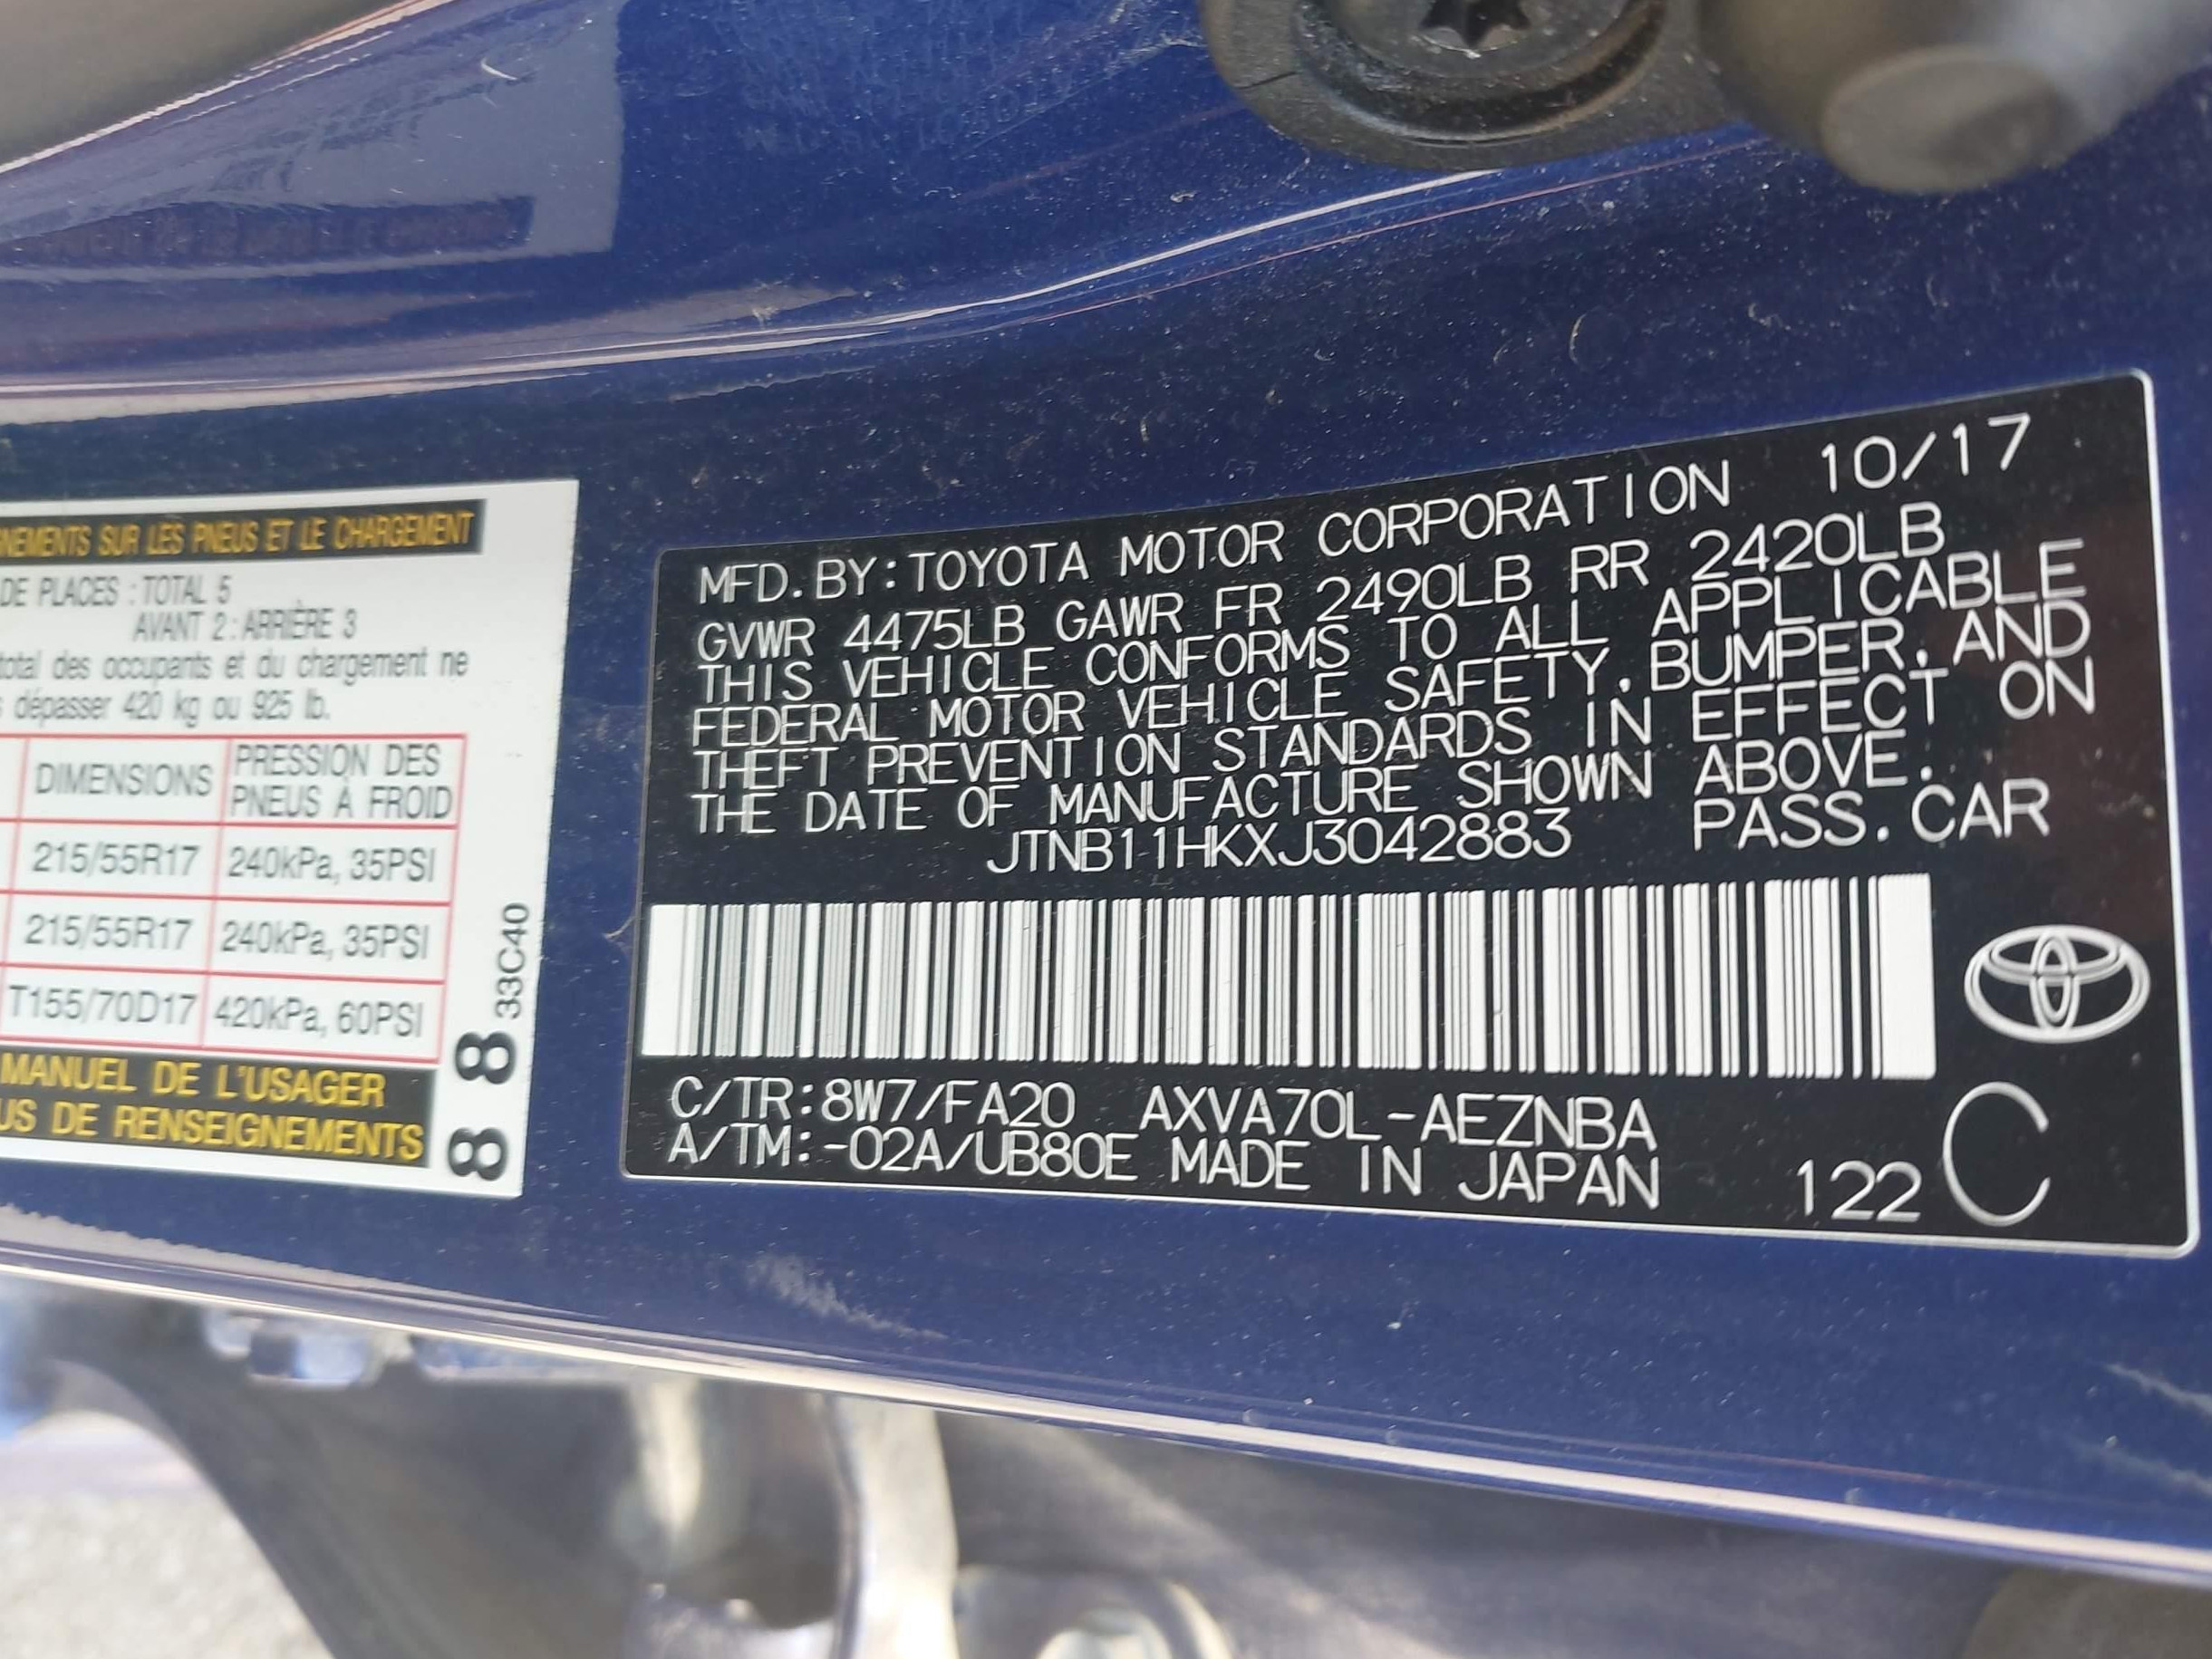 NEMENTS SUR LES PNEUS ET LE CHARGEMENT
DE PLACES : TOTAL 5
AVANT 2 : ARRIÈRE 3
total des occupants et du chargement ne
dépasser 420 kg ou 925 lb.
DIMENSIONS PRESSION DES PNEUS À FROID
215/55R17 240kPa, 35PSI
215/55R17 240kPa, 35PSI
T155/70D17 420kPa, 60PSI
MANUEL DE L'USAGER
US DE RENSEIGNEMENTS
8 8 33C40
MFD. BY: TOYOTA MOTOR CORPORATION 10/17
GVWR 4475LB GAWR FR 2490LB RR 2420LB
THIS VEHICLE CONFORMS TO ALL APPLICABLE
FEDERAL MOTOR VEHICLE SAFETY, BUMPER, AND
THEFT PREVENTION STANDARDS IN EFFECT ON
THE DATE OF MANUFACTURE SHOWN ABOVE.
JTNB11HKXJ3042883 PASS. CAR
C/TR:8W7/FA20 AXVA70L-AEZNBA
A/TM:-02A/UB80E MADE IN JAPAN 122 C